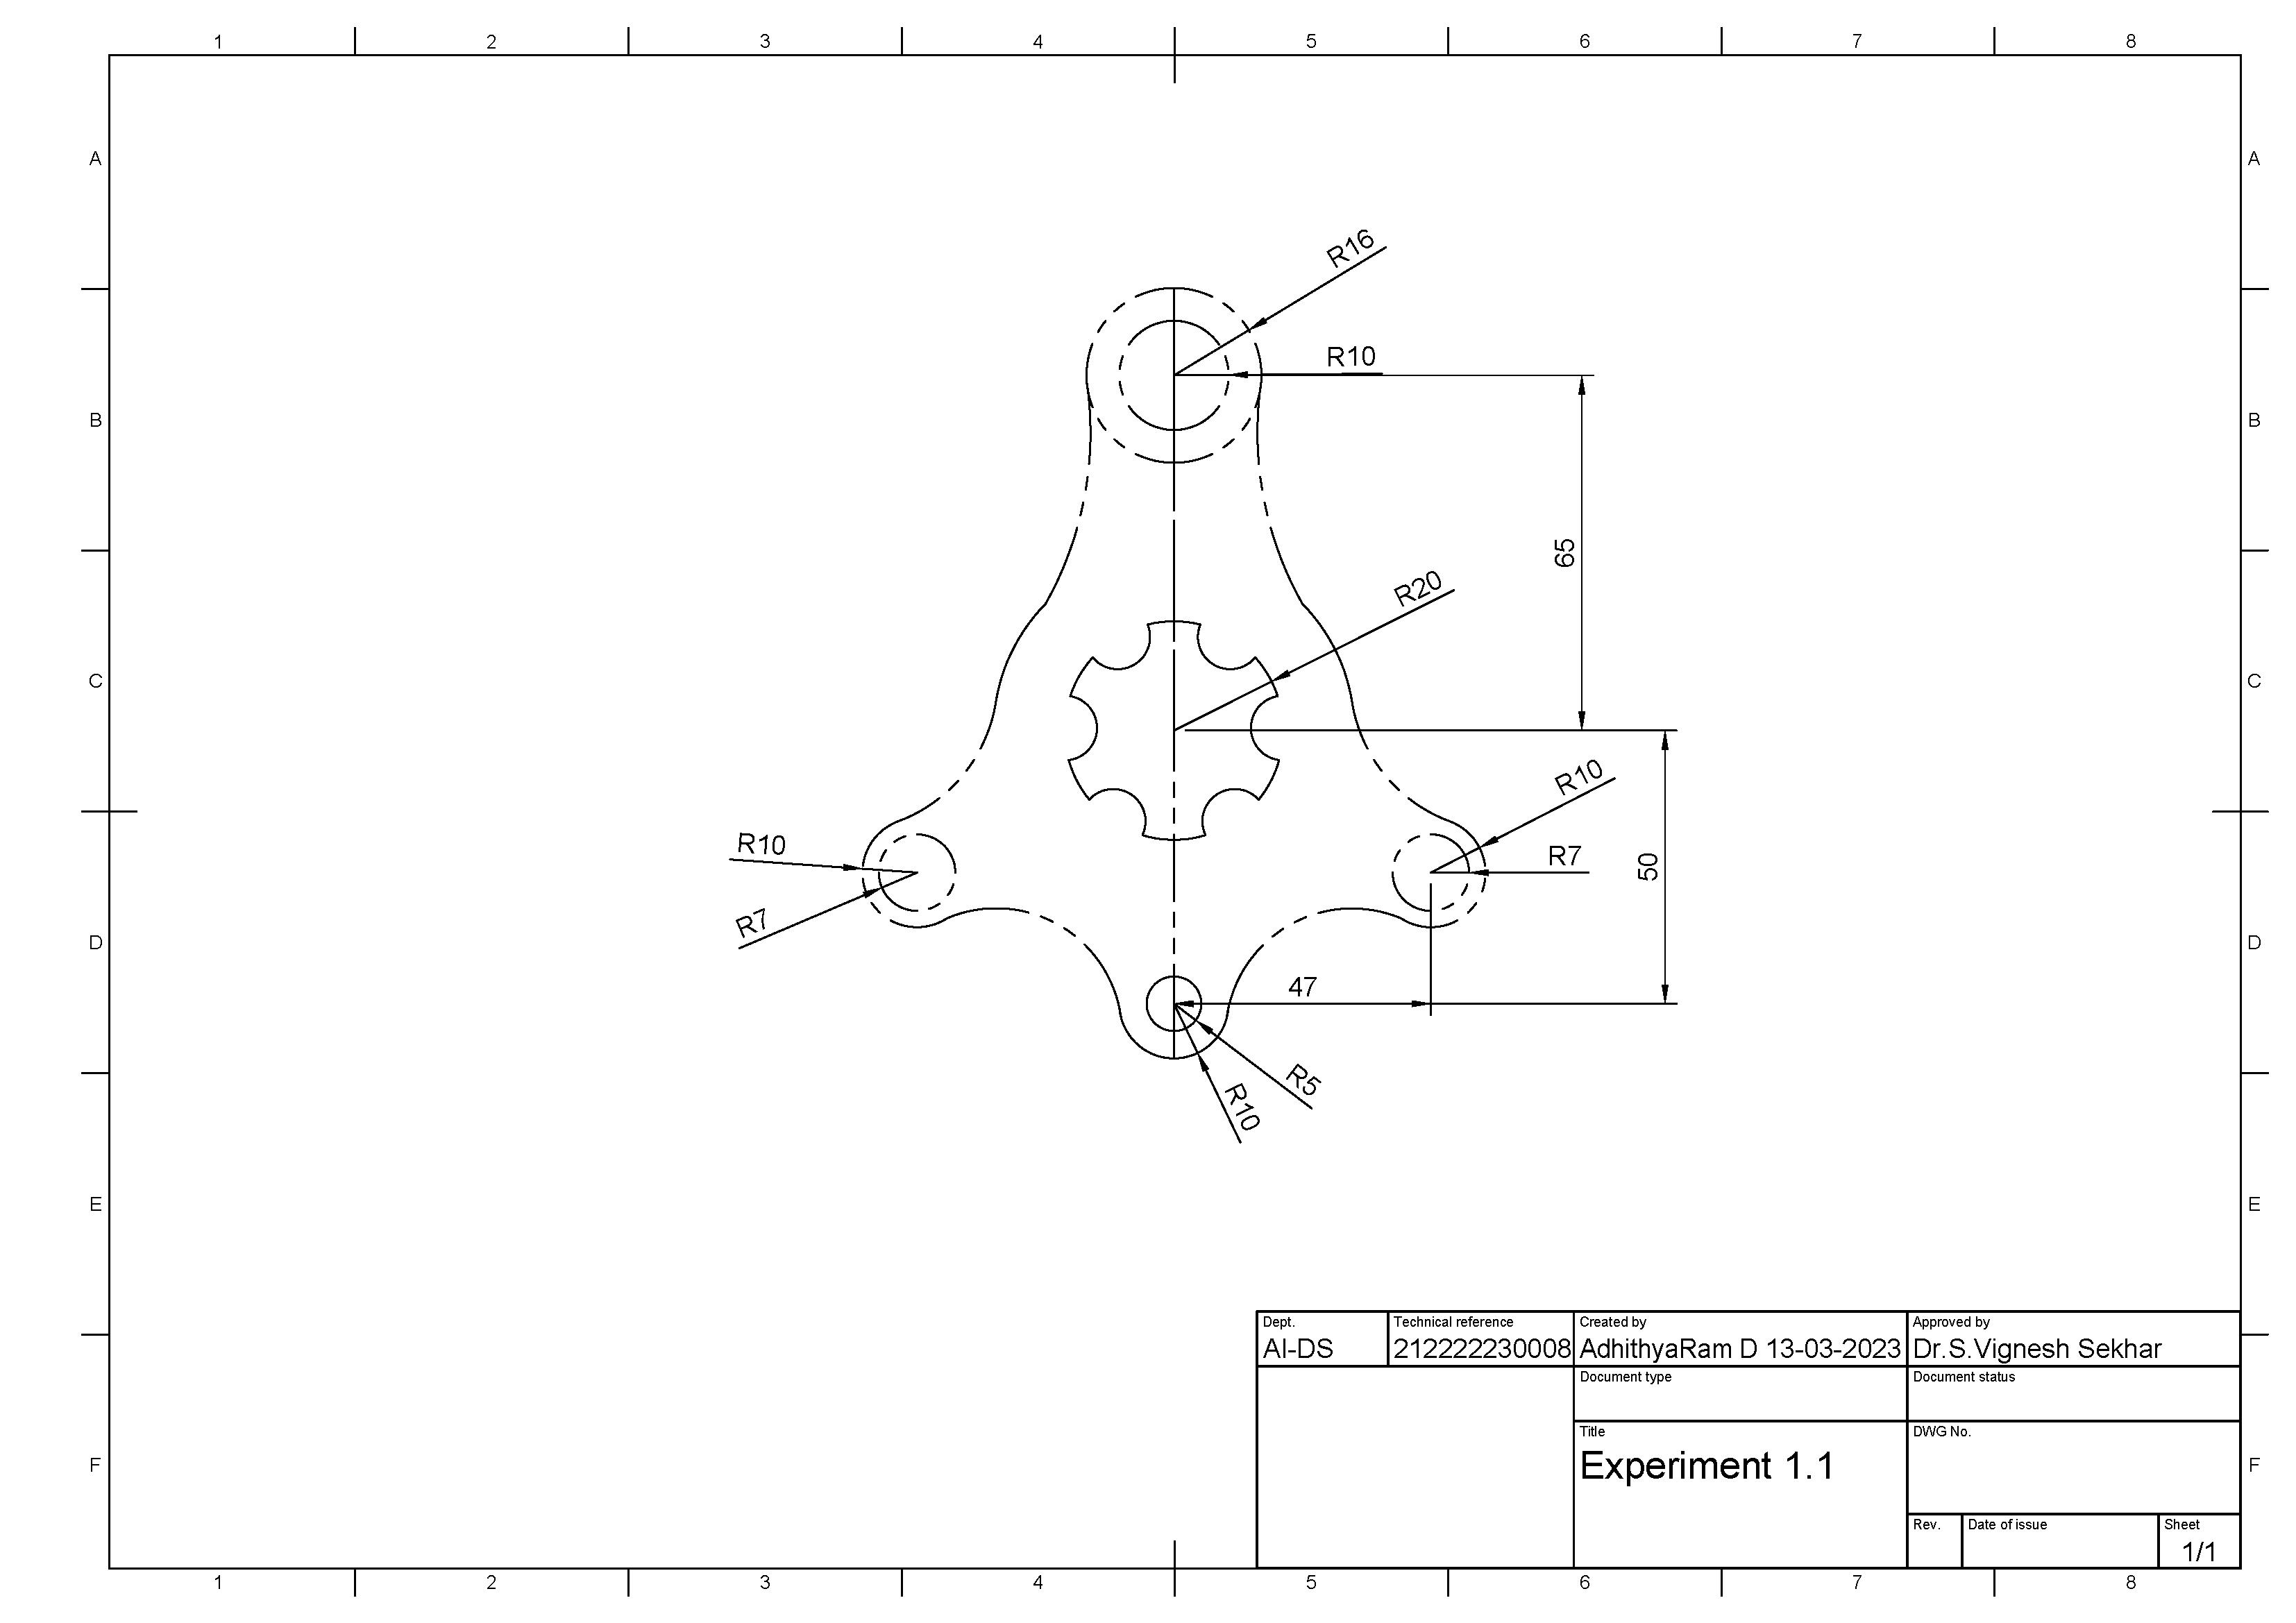 1 2 3 4 5 6 7 8
A A
R16
R10
B B
65
R20
C C
R10
R10
R7
50
R7
D D
47
R5
R10
E E
Dept. Technical reference Created by Approved by
AI-DS 212222230008 AdhithyaRam D 13-03-2023 Dr.S.Vignesh Sekhar
Document type Document status
Title DWG No.
Experiment 1.1
F F
Rev. Date of issue Sheet
1/1
1 2 3 4 5 6 7 8